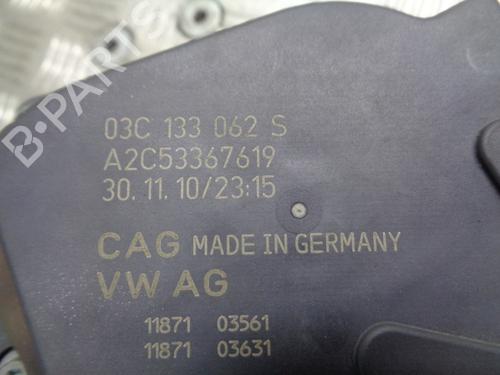 B-PARTS
03C 133 062 S
A2C53367619
30.11.10/23:15
CAG MADE IN GERMANY
VW AG
11871 03561
11871 03631